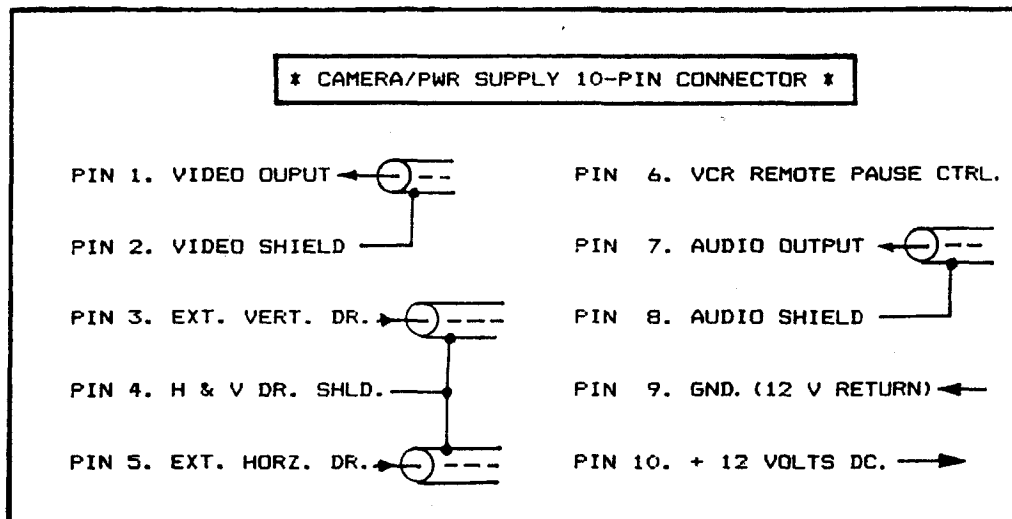 * CAMERA/PWR SUPPLY 10-PIN CONNECTOR *
PIN 1. VIDEO OUPUT
PIN 2. VIDEO SHIELD
PIN 3. EXT. VERT. DR.
PIN 4. H & V DR. SHLD.
PIN 5. EXT. HORZ. DR.
PIN 6. VCR REMOTE PAUSE CTRL.
PIN 7. AUDIO OUTPUT
PIN 8. AUDIO SHIELD
PIN 9. GND. (12 V RETURN)
PIN 10. + 12 VOLTS DC.